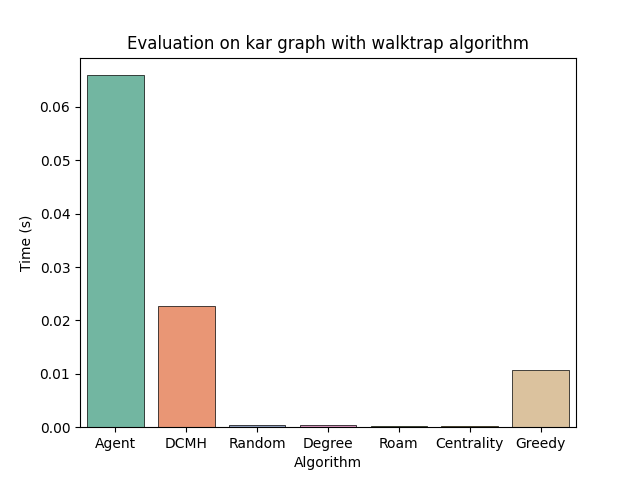 Evaluation on kar graph with walktrap algorithm
Time (s)
0.06
0.05
0.04
0.03
0.02
0.01
0.00
Agent DCMH Random Degree Roam Centrality Greedy
Algorithm